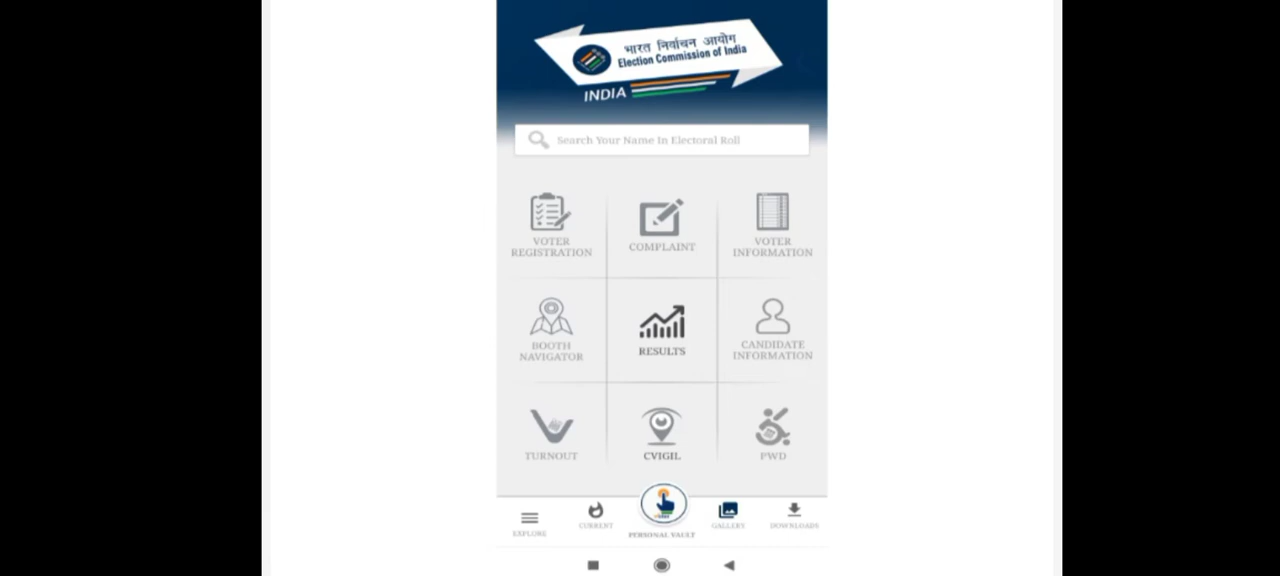 भारत निर्वाचन आयोग
Election Commission of India
INDIA
Search Your Name In Electoral Roll
VOTER
REGISTRATION
COMPLAINT
VOTER
INFORMATION
BOOTH
NAVIGATOR
RESULTS
CANDIDATE
INFORMATION
TURNOUT
CVIGIL
PWD
EXPLORE
CURRENT
PERSONAL VAULT
GALLERY
DOWNLOADS